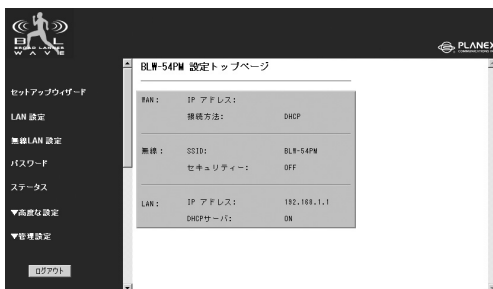 BROAD LANNER
WAVE
PLANEX
BLW-54PM 設定トップページ
セットアップウィザード
LAN 設定
無線LAN 設定
パスワード
ステータス
▼高度な設定
▼管理設定
ログアウト
WAN: IP アドレス:
接続方法: DHCP
無線: SSID: BLW-54PM
セキュリティー: OFF
LAN: IP アドレス: 192.168.1.1
DHCPサーバ: ON